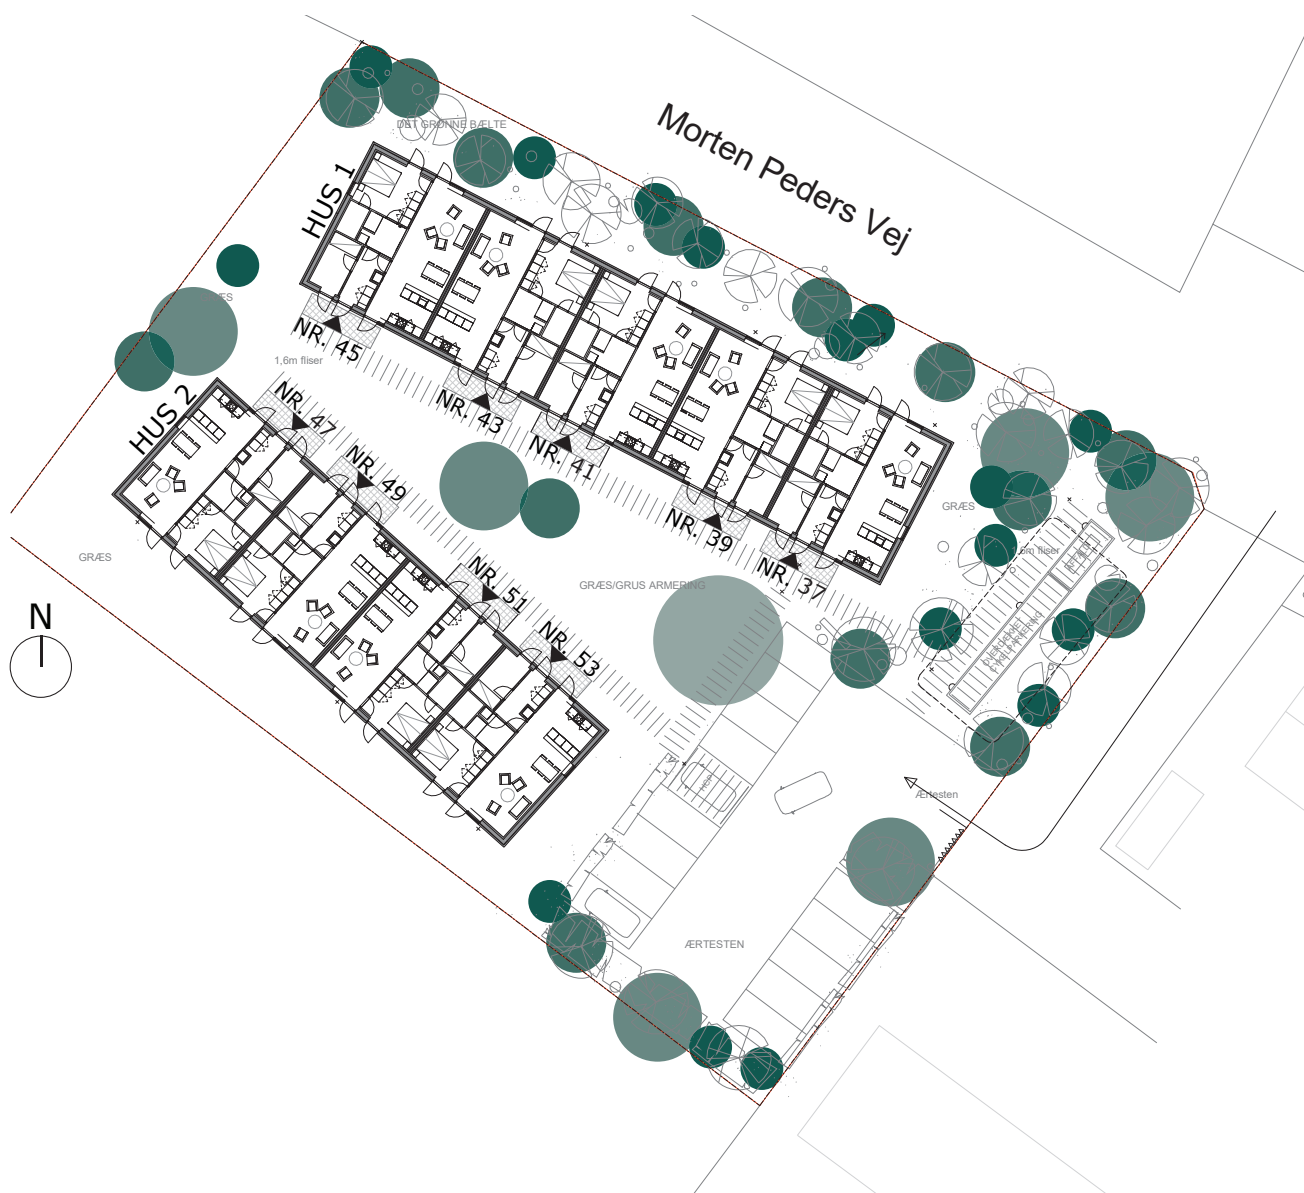 Morten Peders Vej
DET GRØNNE BÆLTE
HUS 1
NR. 45
1,6m fliser
NR. 43
NR. 41
NR. 39
NR. 37
HUS 2
NR. 47
NR. 49
NR. 51
NR. 53
GRÆS
GRÆS
GRÆS/GRUS ARMERING
fliser
N
HCP
Ærtesten
ÆRTESTEN